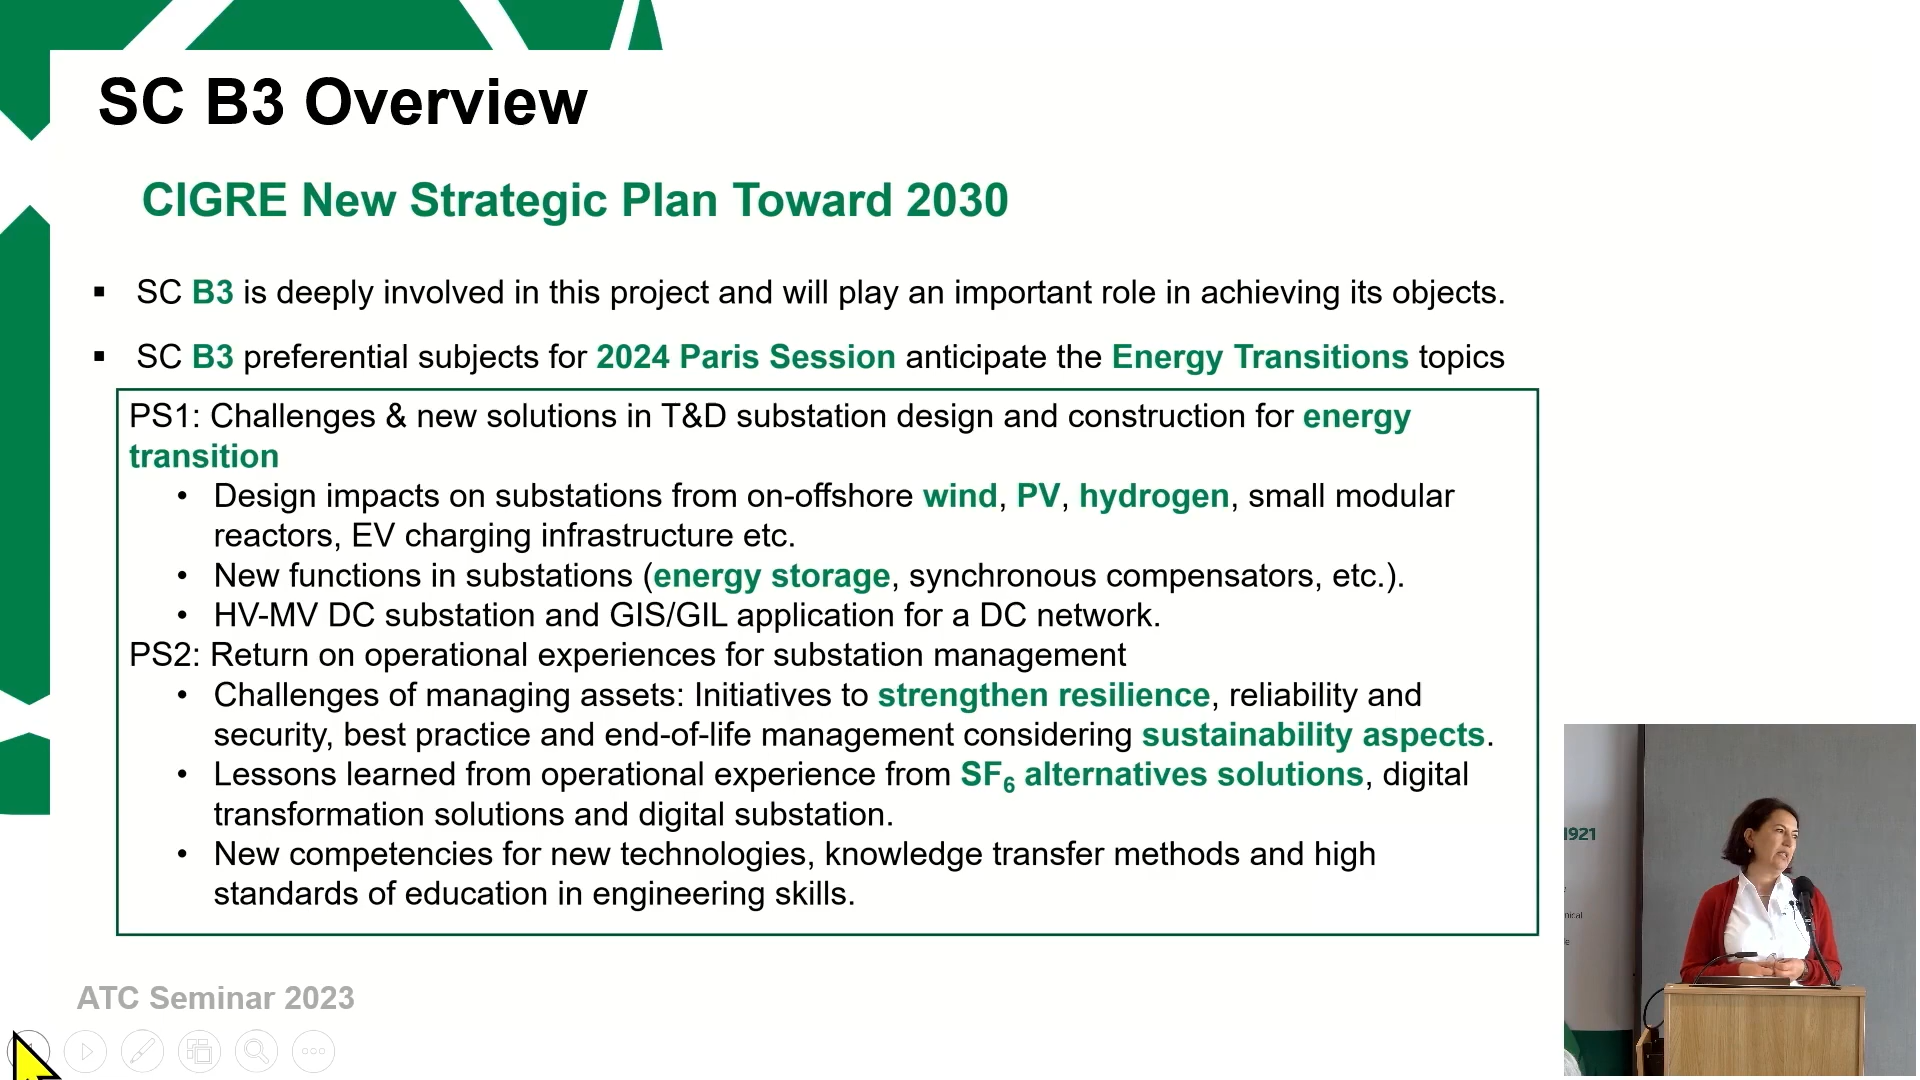 SC B3 Overview
CIGRE New Strategic Plan Toward 2030
▪ SC B3 is deeply involved in this project and will play an important role in achieving its objects.
▪ SC B3 preferential subjects for 2024 Paris Session anticipate the Energy Transitions topics
PS1: Challenges & new solutions in T&D substation design and construction for energy
transition
• Design impacts on substations from on-offshore wind, PV, hydrogen, small modular
reactors, EV charging infrastructure etc.
• New functions in substations (energy storage, synchronous compensators, etc.).
• HV-MV DC substation and GIS/GIL application for a DC network.
PS2: Return on operational experiences for substation management
• Challenges of managing assets: Initiatives to strengthen resilience, reliability and
security, best practice and end-of-life management considering sustainability aspects.
• Lessons learned from operational experience from SF₆ alternatives solutions, digital
transformation solutions and digital substation.
• New competencies for new technologies, knowledge transfer methods and high
standards of education in engineering skills.
1921
ATC Seminar 2023